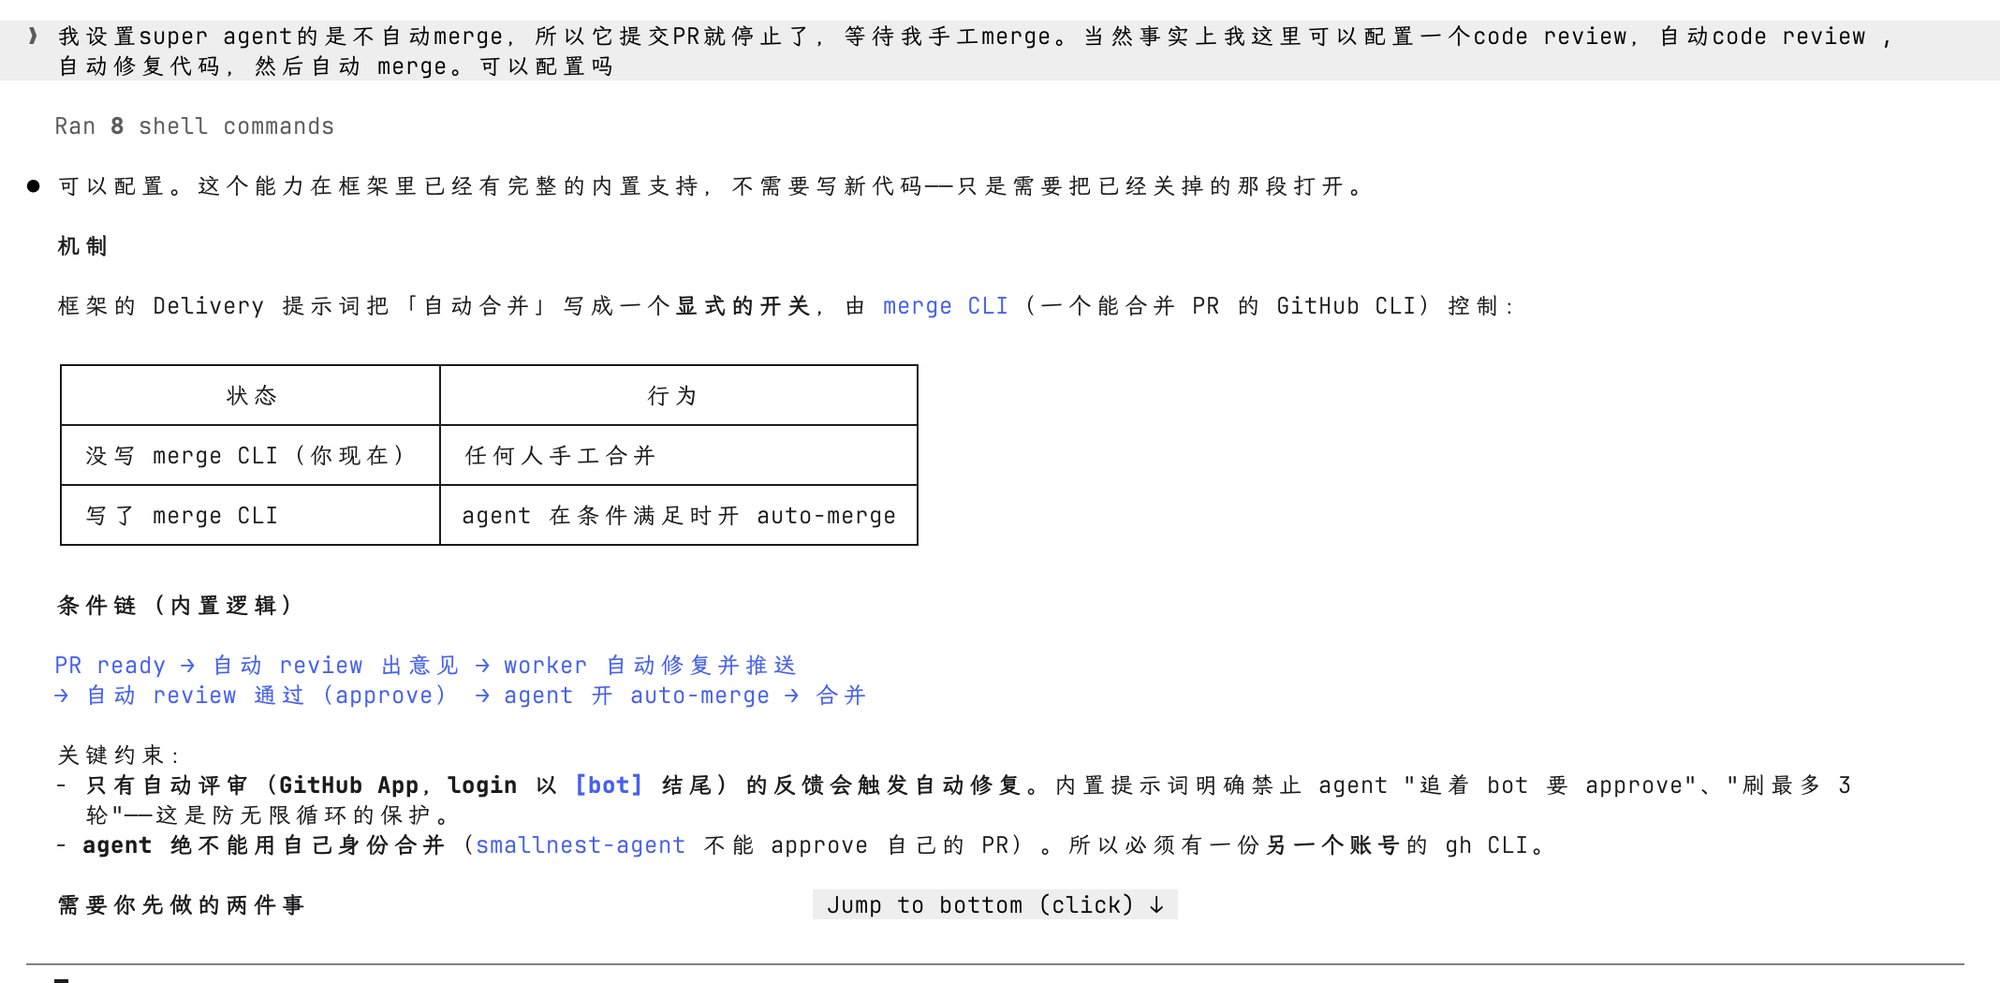 ❯ 我设置super agent的是不自动merge，所以它提交PR就停止了，等待我手工merge。当然事实上我这里可以配置一个code review，自动code review ，
自动修复代码，然后自动 merge。可以配置吗
Ran 8 shell commands
● 可以配置。这个能力在框架里已经有完整的内置支持，不需要写新代码——只是需要把已经关掉的那段打开。
机制
框架的 Delivery 提示词把「自动合并」写成一个显式的开关，由 merge CLI（一个能合并 PR 的 GitHub CLI）控制：
状态 行为
没写 merge CLI（你现在） 任何人手工合并
写了 merge CLI agent 在条件满足时开 auto-merge
条件链（内置逻辑）
PR ready → 自动 review 出意见 → worker 自动修复并推送
→ 自动 review 通过（approve） → agent 开 auto-merge → 合并
关键约束：
- 只有自动评审（GitHub App，login 以 [bot] 结尾）的反馈会触发自动修复。内置提示词明确禁止 agent "追着 bot 要 approve"、"刷最多 3
轮"——这是防无限循环的保护。
- agent 绝不能用自己身份合并（smallnest-agent 不能 approve 自己的 PR）。所以必须有一份另一个账号的 gh CLI。
需要你先做的两件事
Jump to bottom (click) ↓